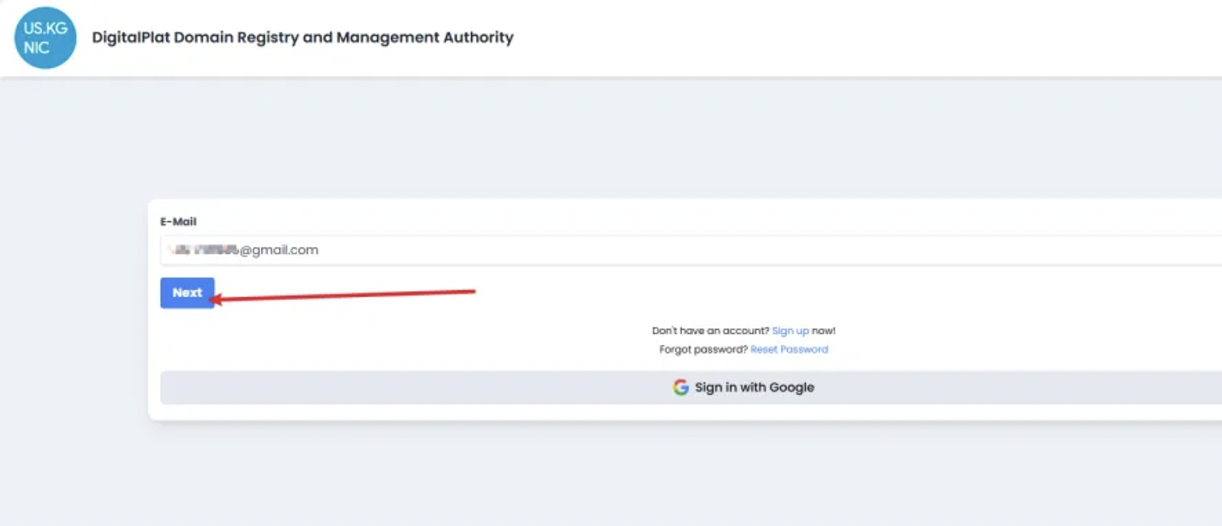 US.KG
NIC
DigitalPlat Domain Registry and Management Authority
E-Mail
@gmail.com
Next
Don't have an account? Sign up now!
Forgot password? Reset Password
Sign in with Google